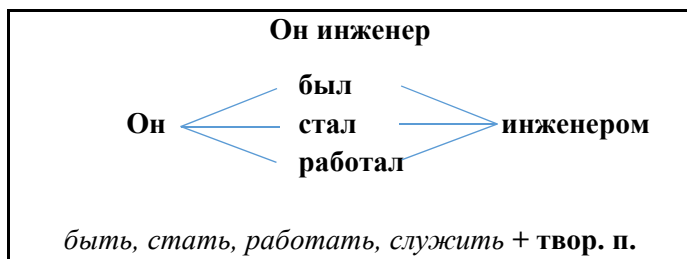 Он инженер
был
Он стал инженером
работал
быть, стать, работать, служить + твор. п.